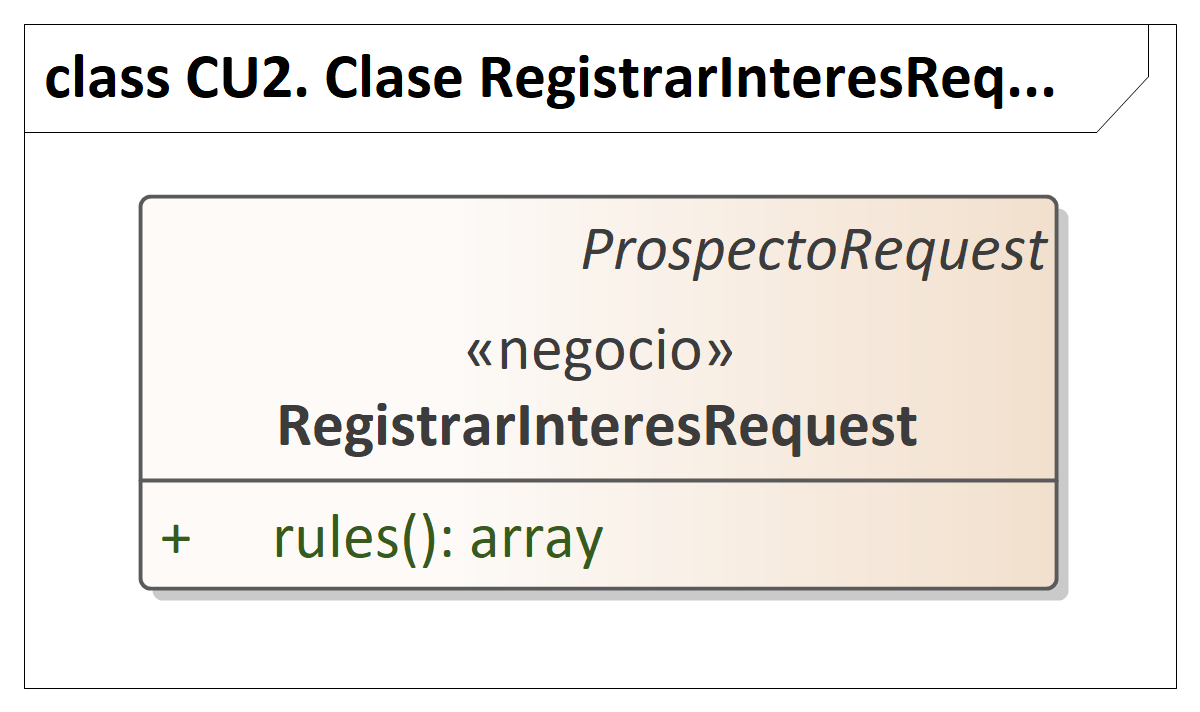 class CU2. Clase RegistrarInteresReq...
ProspectoRequest
«negocio»
RegistrarInteresRequest
+ rules(): array